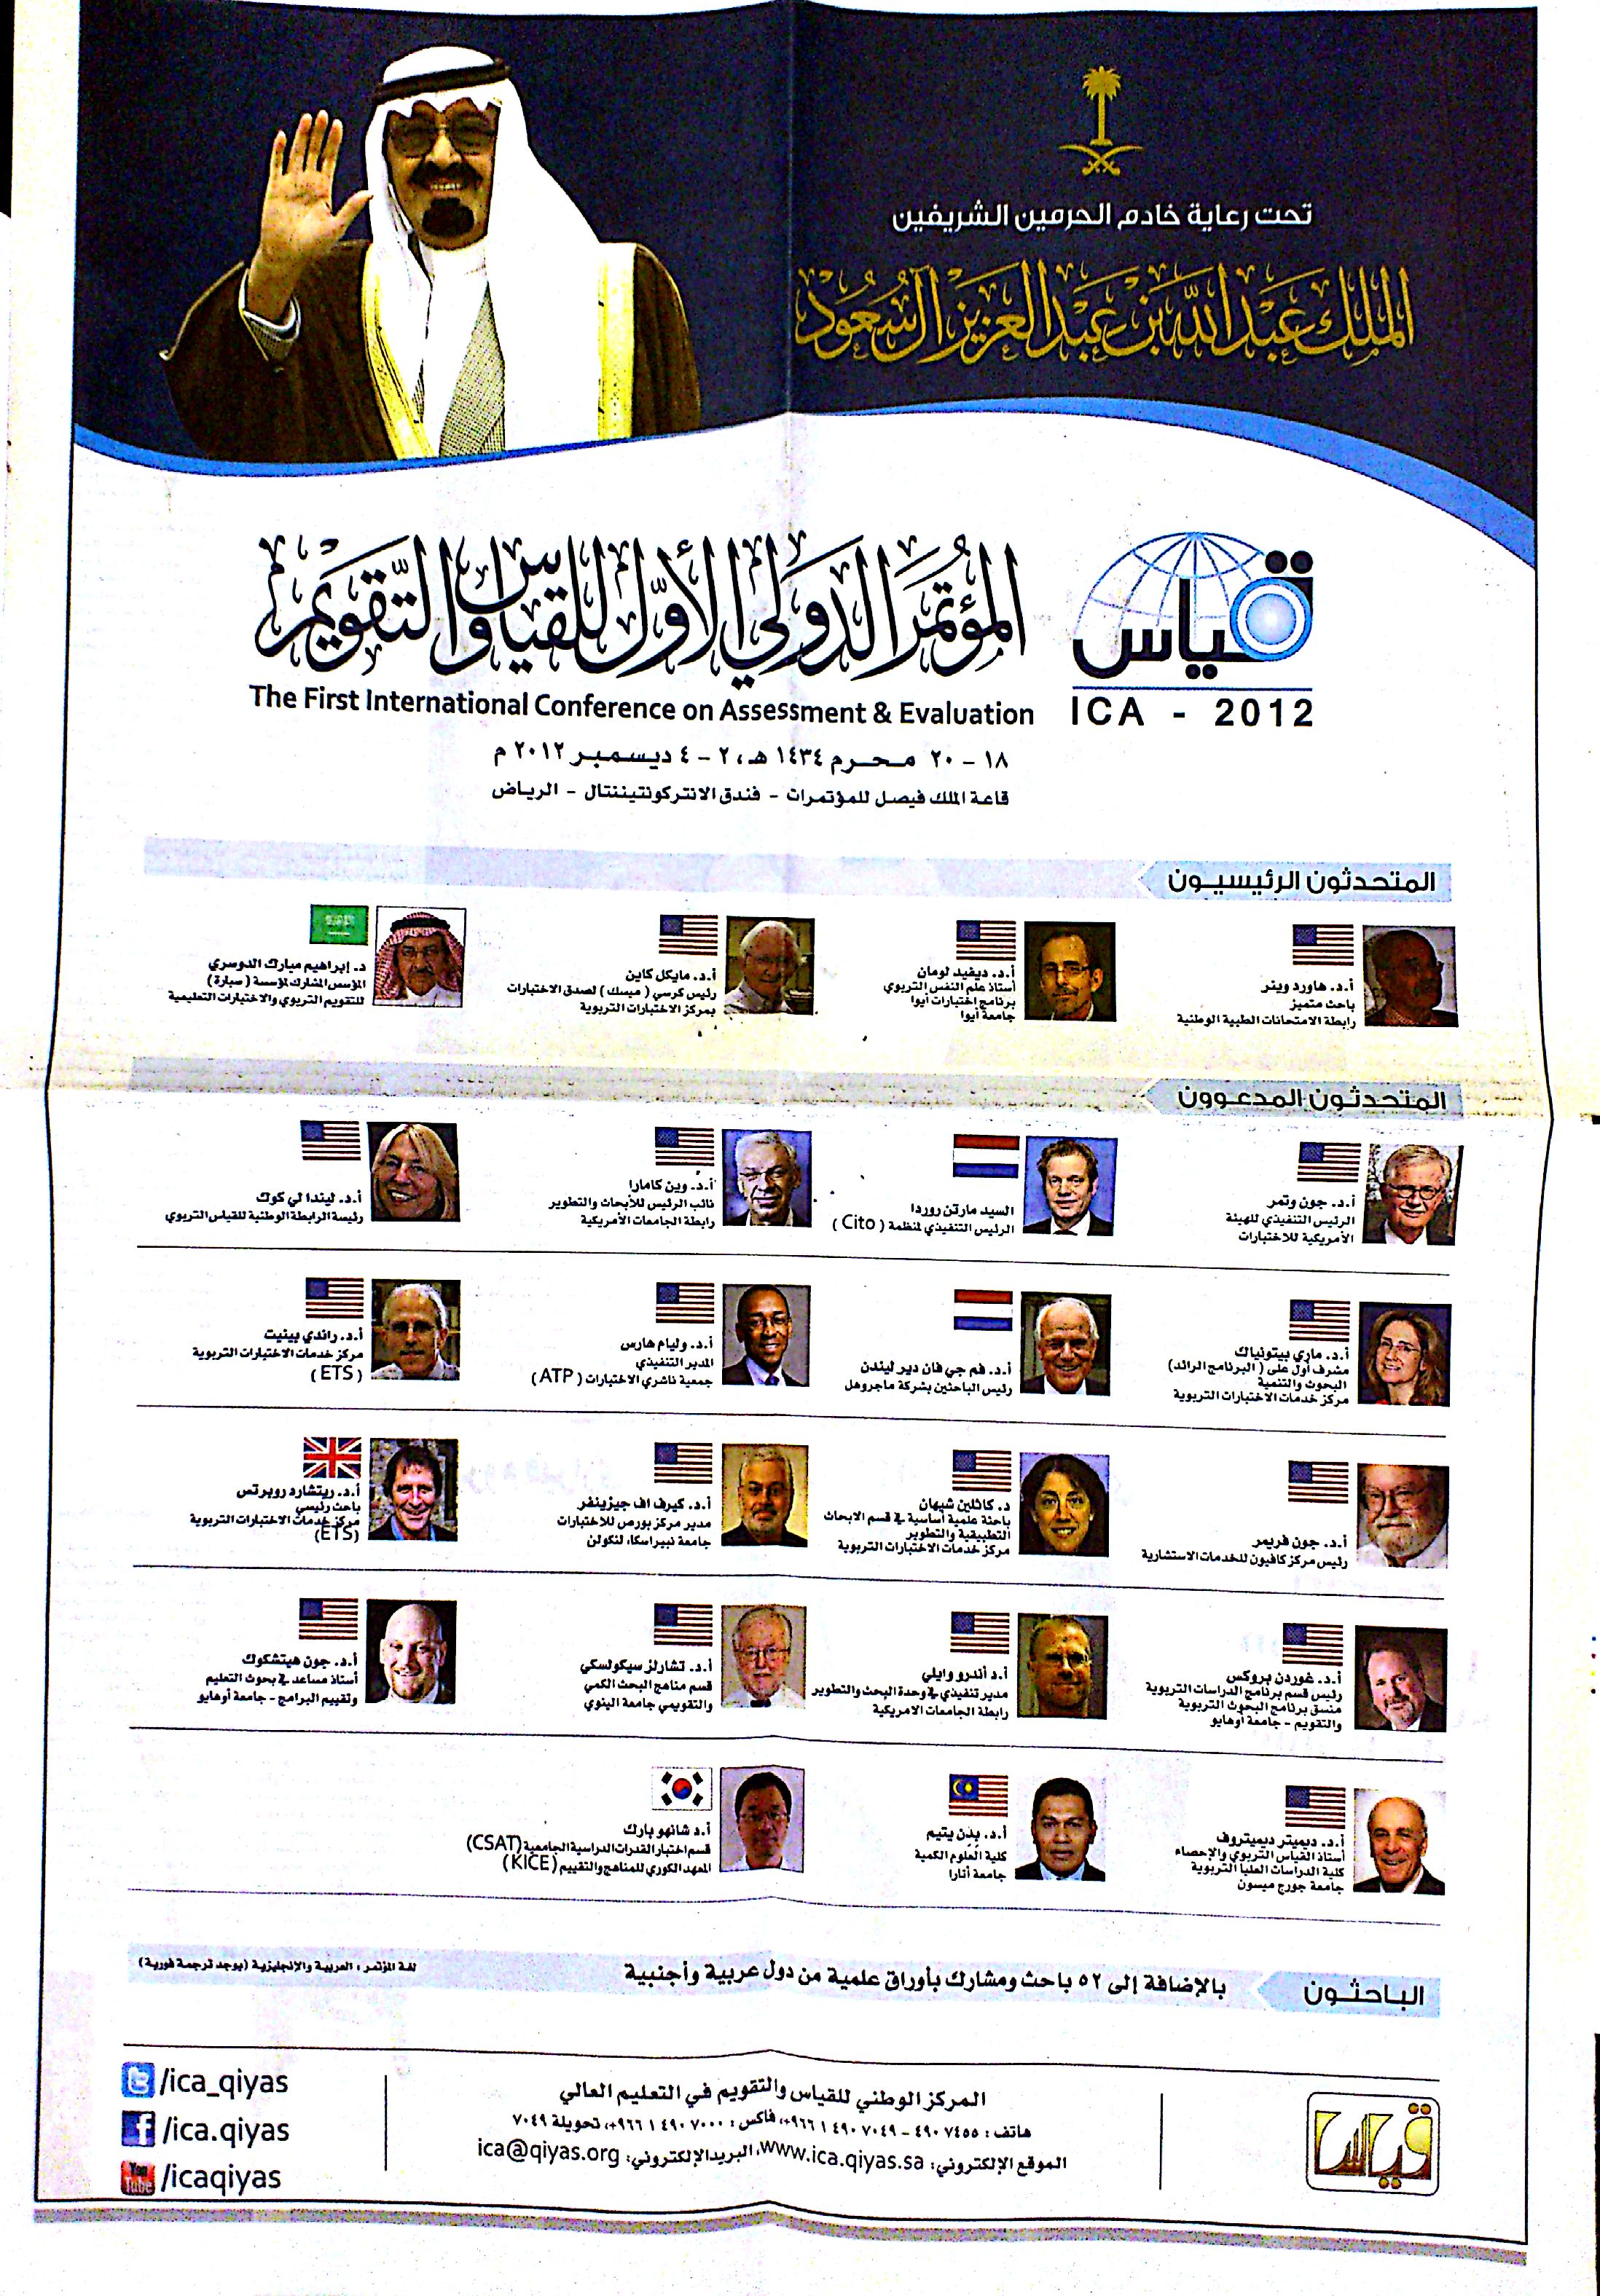 تحت رعاية خادم الحرمين الشريفين
الملك عبدالله بن عبدالعزيز آل سعود
قياس
ICA - 2012
المؤتمر الدولي الأول للقياس والتقويم
The First International Conference on Assessment & Evaluation
١٨ - ٢٠ محرم ١٤٣٤ هـ، ٢ - ٤ ديسمبر ٢٠١٢ م
قاعة الملك فيصل للمؤتمرات - فندق الانتركونتيننتال - الرياض
المتحدثون الرئيسيون
أ.د. هاورد وينر
باحث متميز
رابطة الامتحانات الطبية الوطنية
أ.د. ديفيد لومان
أستاذ علم النفس التربوي
برنامج اختبارات أيوا
جامعة أيوا
أ.د. مايكل كاين
رئيس كرسي ( ميسك ) لصدق الاختبارات
بمركز الاختبارات التربوية
د. إبراهيم مبارك الدوسري
المؤسس المشارك لمؤسسة ( سبارة )
للتقويم التربوي والاختبارات التعليمية
المتحدثون المدعوون
أ.د. جون وتمر
الرئيس التنفيذي للهيئة
الأمريكية للاختبارات
السيد مارتن روردا
الرئيس التنفيذي لمنظمة ( Cito )
أ.د. وين كامارا
نائب الرئيس للأبحاث والتطوير
رابطة الجامعات الأمريكية
أ.د. ليندا لي كوك
رئيسة الرابطة الوطنية للقياس التربوي
أ.د. ماري بيتونياك
مشرف أول على ( البرنامج الرائد )
البحوث والتنمية
مركز خدمات الاختبارات التربوية
أ.د. فم جي فان دير ليندن
رئيس الباحثين بشركة ماجروهل
أ.د. وليام هارس
المدير التنفيذي
جمعية ناشري الاختبارات ( ATP )
أ.د. راندي بينيت
مركز خدمات الاختبارات التربوية
( ETS )
أ.د. جون فريمر
رئيس مركز كافيون للخدمات الاستشارية
د. كاثلين شيهان
باحثة علمية أساسية في قسم الابحاث
التطبيقية والتطوير
مركز خدمات الاختبارات التربوية
أ.د. كيرف اف جيزينفر
مدير مركز بورص للاختبارات
جامعة نيبراسكا، لنكولن
أ.د. ريتشارد روبرتس
باحث رئيسي
مركز خدمات الاختبارات التربوية
(ETS)
أ.د. غوردن بروكس
رئيس قسم برنامج الدراسات التربوية
منسق برنامج البحوث التربوية
والتقويم - جامعة أوهايو
أ.د أندرو وايلي
مدير تنفيذي في وحدة البحث والتطوير
رابطة الجامعات الامريكية
أ.د. تشارلز سيكولسكي
قسم مناهج البحث الكمي
والتقويمي جامعة الينوي
أ.د. جون هيتشكوك
أستاذ مساعد في بحوث التعليم
وتقييم البرامج - جامعة أوهايو
أ.د. ديميتر ديميتروف
أستاذ القياس التربوي والإحصاء
كلية الدراسات العليا التربوية
جامعة جورج ميسون
أ.د. بدن يتيم
كلية العلوم الكمية
جامعة أتارا
أ.د شانهو بارك
قسم اختبار القدرات الدراسية الجامعية (CSAT)
المعهد الكوري للمناهج والتقييم ( KICE )
الباحثون
بالإضافة إلى ٥٢ باحث ومشارك بأوراق علمية من دول عربية وأجنبية
لغة المؤتمر : العربية والإنجليزية (يوجد ترجمة فورية)
قياس
المركز الوطني للقياس والتقويم في التعليم العالي
هاتف : ٧٤٥٥ ٤٩٠ - ٧٠٤٩ ٤٩٠ ١ ٩٦٦+، فاكس : ٧٠٠٠ ٤٩٠ ١ ٩٦٦+، تحويلة ٧٠٤٩
الموقع الإلكتروني: www.ica.qiyas.sa، البريد الإلكتروني: ica@qiyas.org
/ica_qiyas
/ica.qiyas
You Tube /icaqiyas